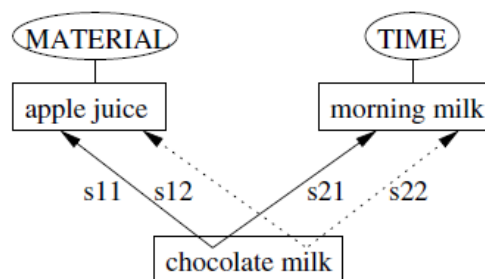 MATERIAL TIME
apple juice morning milk
s11 s12 s21 s22
chocolate milk